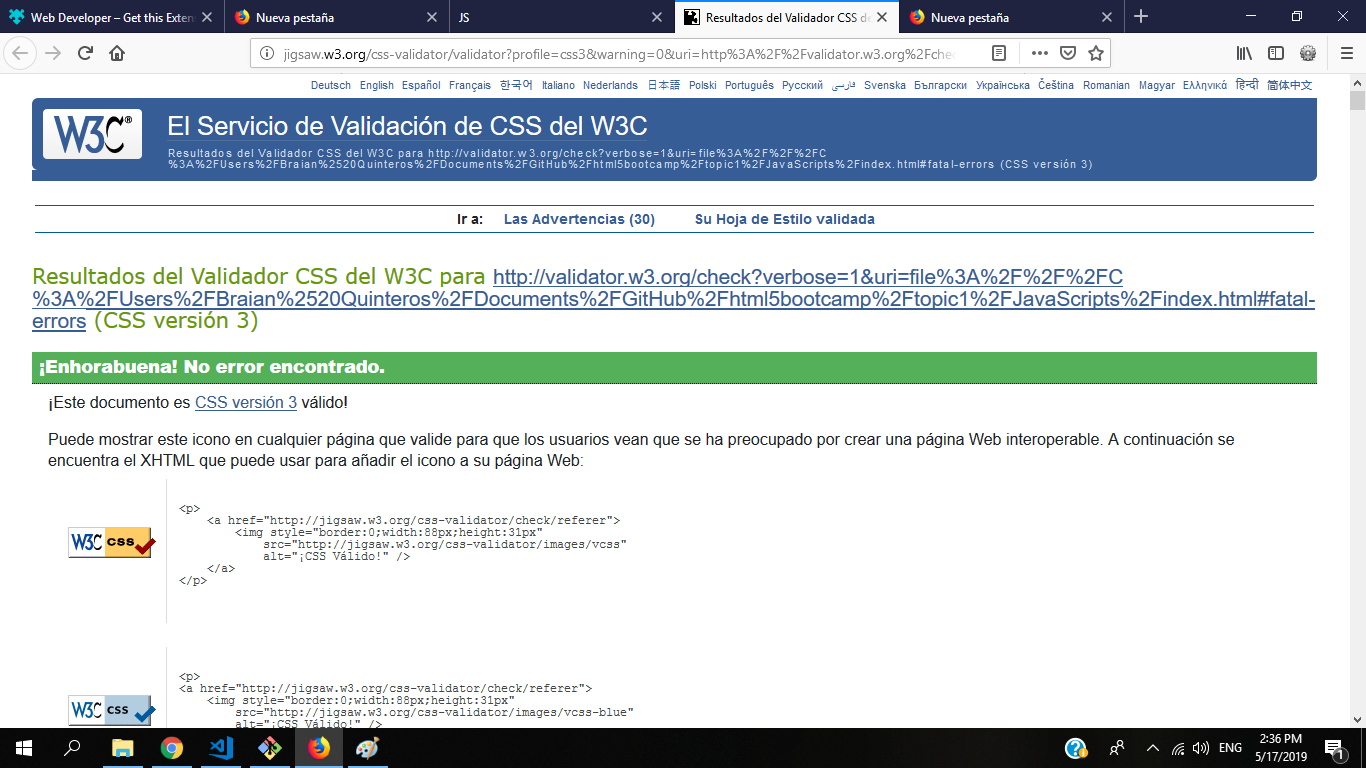 Web Developer – Get this Exten
Nueva pestaña
JS
Resultados del Validador CSS de
Nueva pestaña
jigsaw.w3.org/css-validator/validator?profile=css3&warning=0&uri=http%3A%2F%2Fvalidator.w3.org%2Fchec
Deutsch English Español Français 한국어 Italiano Nederlands 日本語 Polski Português Русский فارسی Svenska Български Українська Čeština Romanian Magyar Ελληνικά हिन्दी 简体中文
W3C®
El Servicio de Validación de CSS del W3C
Resultados del Validador CSS del W3C para http://validator.w3.org/check?verbose=1&uri=file%3A%2F%2F%2FC
%3A%2FUsers%2FBraian%2520Quinteros%2FDocuments%2FGitHub%2Fhtml5bootcamp%2Ftopic1%2FJavaScripts%2Findex.html#fatal-errors (CSS versión 3)
Ir a: Las Advertencias (30) Su Hoja de Estilo validada
Resultados del Validador CSS del W3C para http://validator.w3.org/check?verbose=1&uri=file%3A%2F%2F%2FC
%3A%2FUsers%2FBraian%2520Quinteros%2FDocuments%2FGitHub%2Fhtml5bootcamp%2Ftopic1%2FJavaScripts%2Findex.html#fatal-
errors (CSS versión 3)
¡Enhorabuena! No error encontrado.
¡Este documento es CSS versión 3 válido!
Puede mostrar este icono en cualquier página que valide para que los usuarios vean que se ha preocupado por crear una página Web interoperable. A continuación se
encuentra el XHTML que puede usar para añadir el icono a su página Web:
W3C css
<p>
<a href="http://jigsaw.w3.org/css-validator/check/referer">
<img style="border:0;width:88px;height:31px"
src="http://jigsaw.w3.org/css-validator/images/vcss"
alt="¡CSS Válido!" />
</a>
</p>
W3C css
<p>
<a href="http://jigsaw.w3.org/css-validator/check/referer">
<img style="border:0;width:88px;height:31px"
src="http://jigsaw.w3.org/css-validator/images/vcss-blue"
alt="¡CSS Válido!" />
ENG
2:36 PM
5/17/2019
1